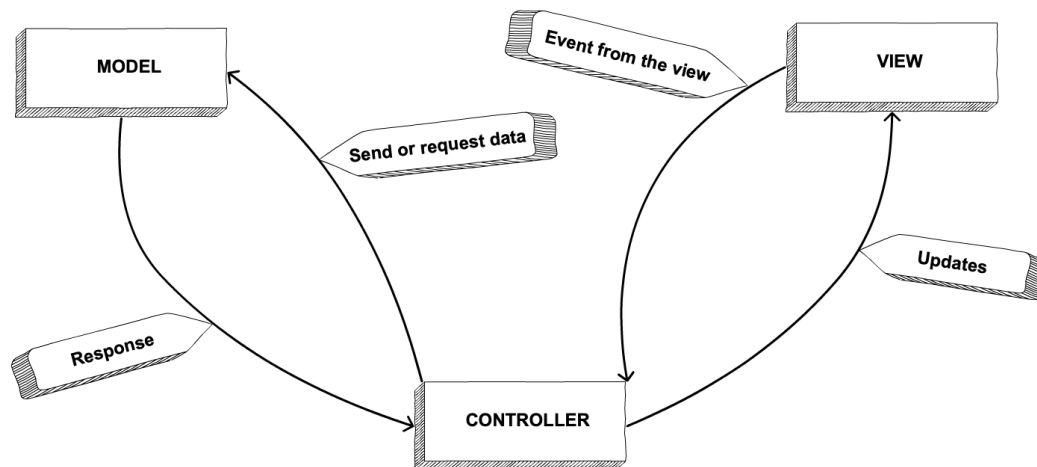 MODEL
Event from the view
VIEW
Send or request data
Updates
Response
CONTROLLER